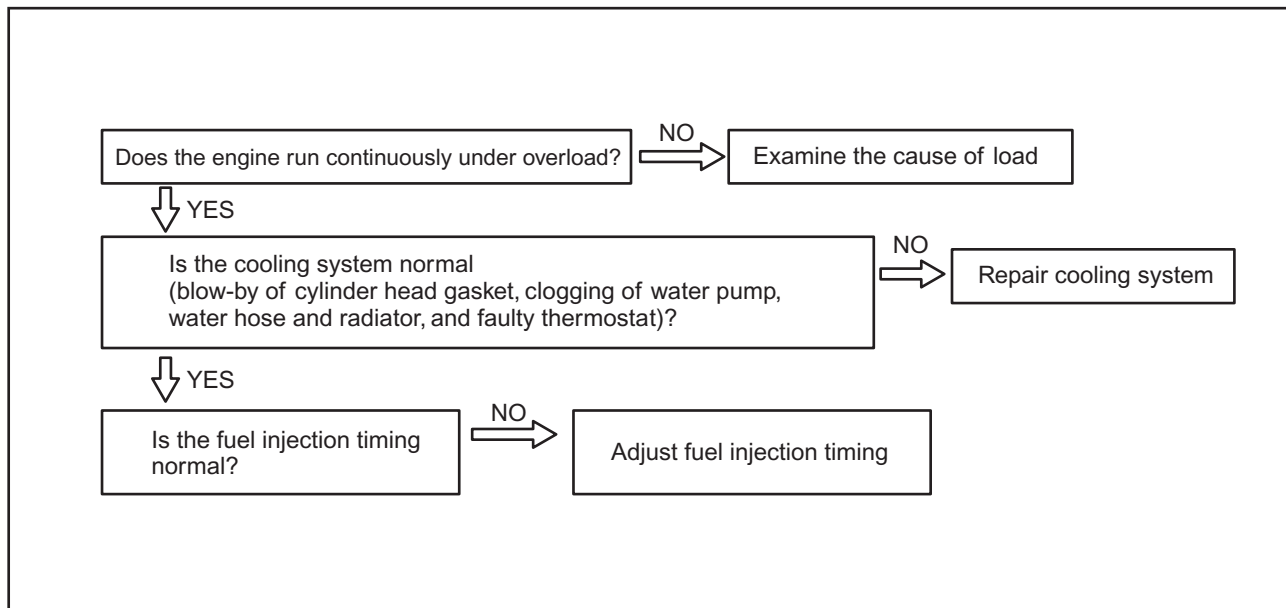 Does the engine run continuously under overload?
NO
Examine the cause of load
YES
Is the cooling system normal
(blow-by of cylinder head gasket, clogging of water pump,
water hose and radiator, and faulty thermostat)?
NO
Repair cooling system
YES
Is the fuel injection timing
normal?
NO
Adjust fuel injection timing